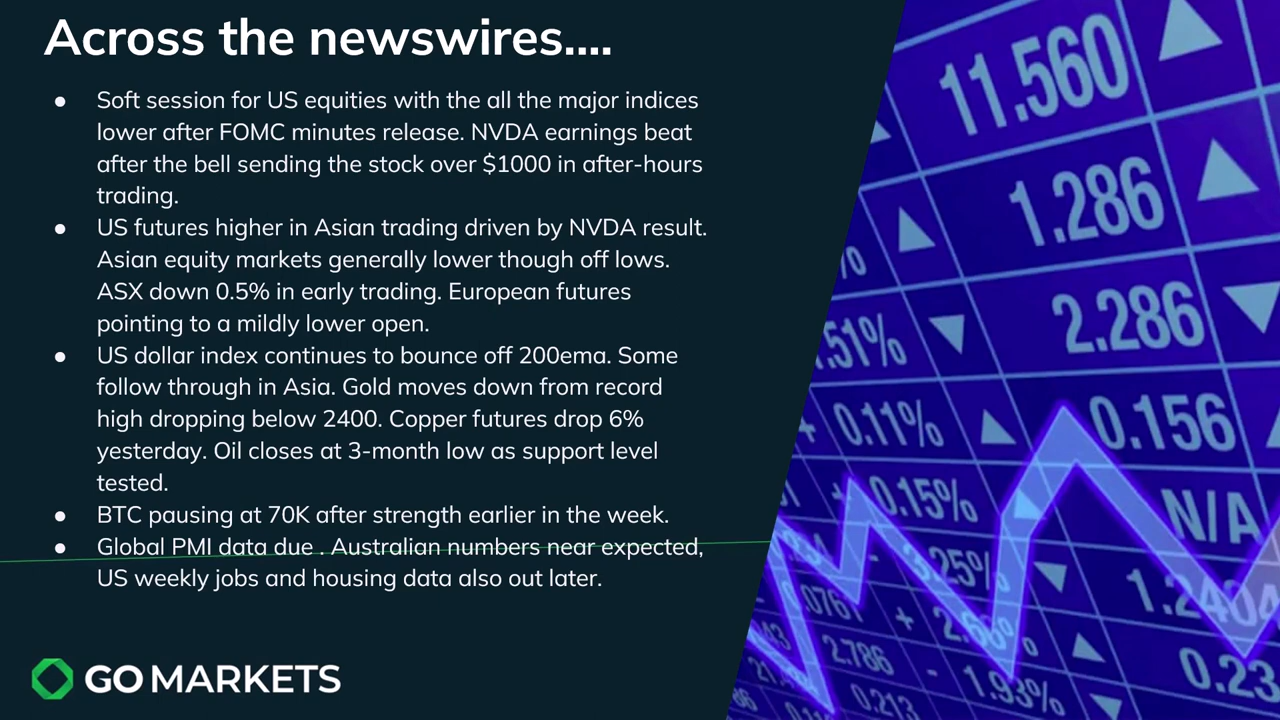 Across the newswires....
● Soft session for US equities with the all the major indices
lower after FOMC minutes release. NVDA earnings beat
after the bell sending the stock over $1000 in after-hours
trading.
● US futures higher in Asian trading driven by NVDA result.
Asian equity markets generally lower though off lows.
ASX down 0.5% in early trading. European futures
pointing to a mildly lower open.
● US dollar index continues to bounce off 200ema. Some
follow through in Asia. Gold moves down from record
high dropping below 2400. Copper futures drop 6%
yesterday. Oil closes at 3-month low as support level
tested.
● BTC pausing at 70K after strength earlier in the week.
● Global PMI data due . Australian numbers near expected,
US weekly jobs and housing data also out later.
GO MARKETS
11.560
1.286
2.286
0.11% 0.156
0.15% N/A
2.786
0.213 1.93%